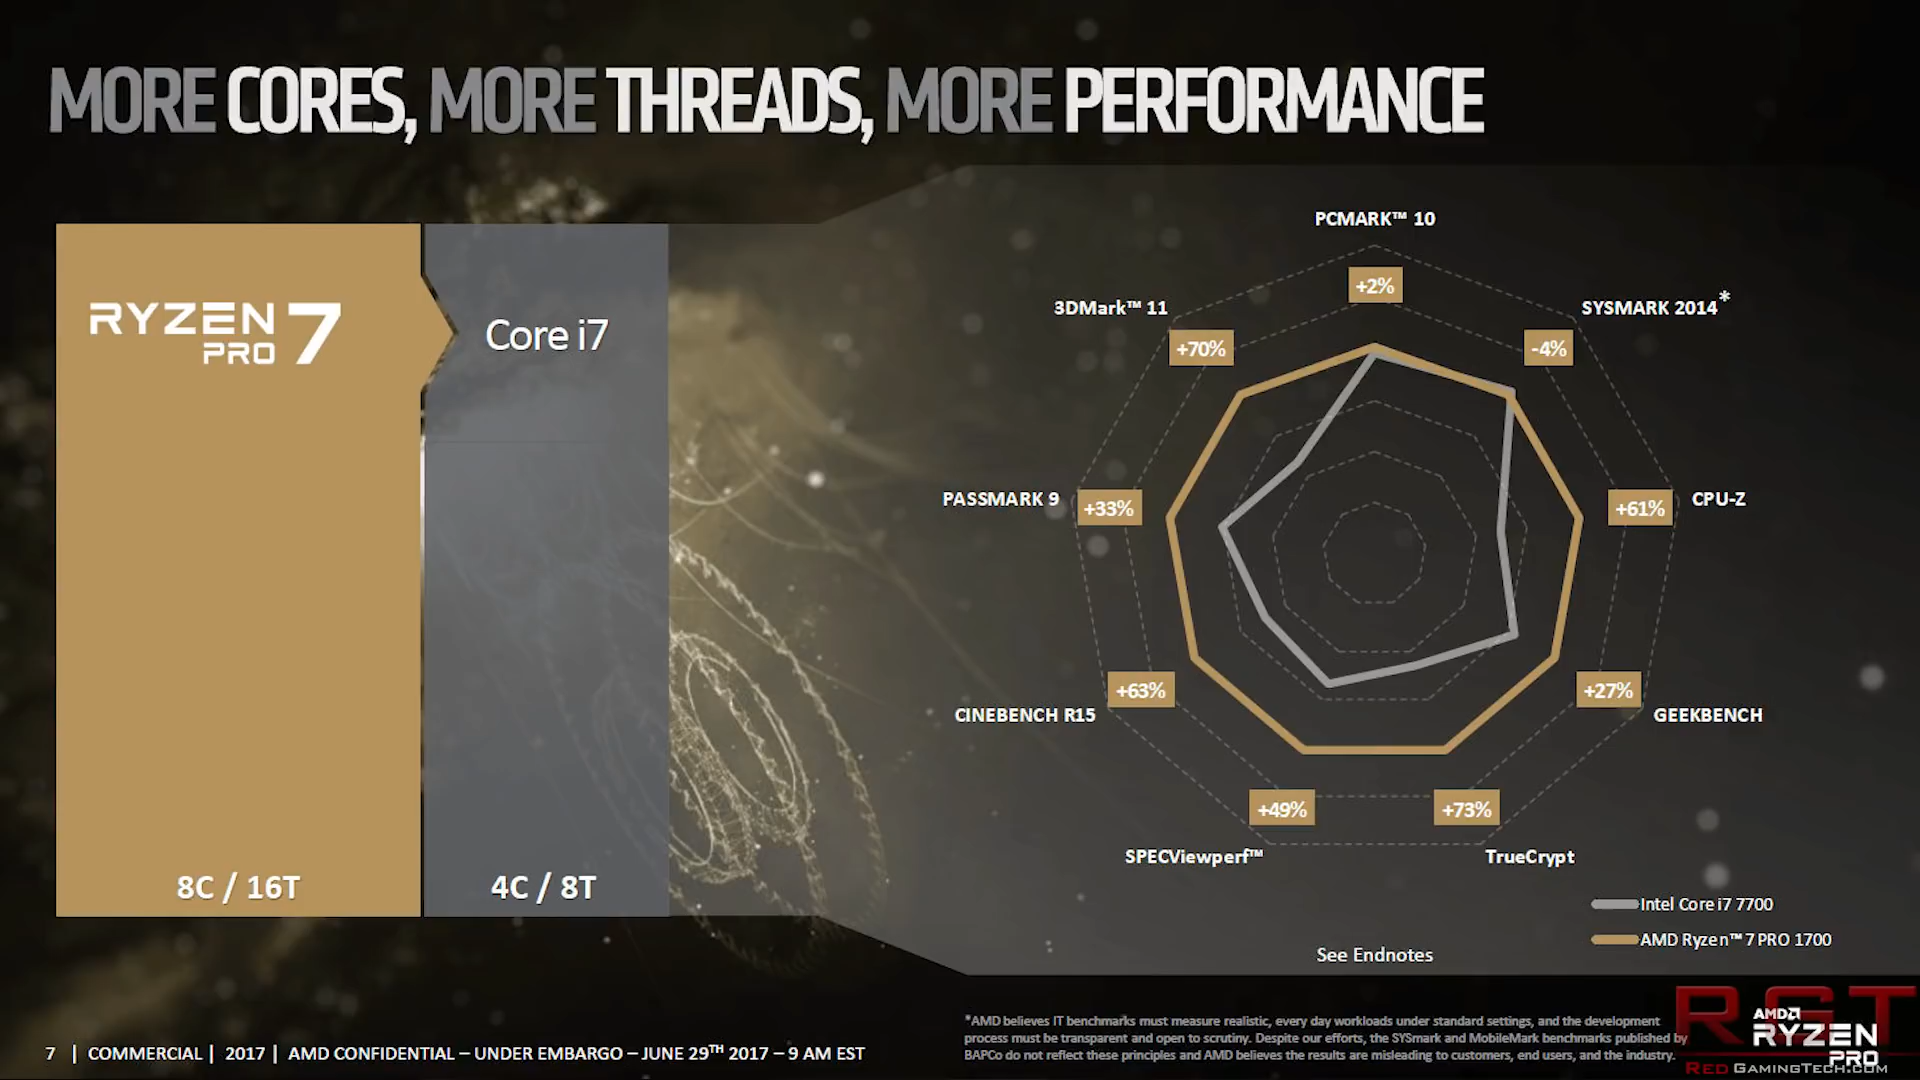 MORE CORES, MORE THREADS, MORE PERFORMANCE
RYZEN
PRO 7
Core i7
8C / 16T
4C / 8T
PCMARK™ 10
+2%
SYSMARK 2014*
-4%
CPU-Z
+61%
GEEKBENCH
+27%
TrueCrypt
+73%
SPECViewperf™
+49%
CINEBENCH R15
+63%
PASSMARK 9
+33%
3DMark™ 11
+70%
Intel Core i7 7700
AMD Ryzen™ 7 PRO 1700
See Endnotes
*AMD believes IT benchmarks must measure realistic, every day workloads under standard settings, and the development
process must be transparent and open to scrutiny. Despite our efforts, the SYSmark and MobileMark benchmarks published by
BAPCo do not reflect these principles and AMD believes the results are misleading to customers, end users, and the industry.
7 | COMMERCIAL | 2017 | AMD CONFIDENTIAL – UNDER EMBARGO – JUNE 29TH 2017 – 9 AM EST
RGT
AMD
RYZEN
PRO
RED GAMINGTECH.COM